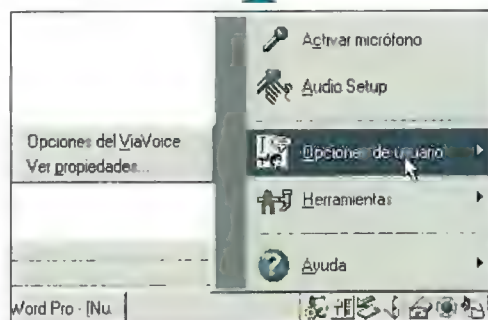 Activar micrófono
Audio Setup
Opciones de usuario
Opciones del ViaVoice
Ver propiedades...
Herramientas
Ayuda
Word Pro - [Nu